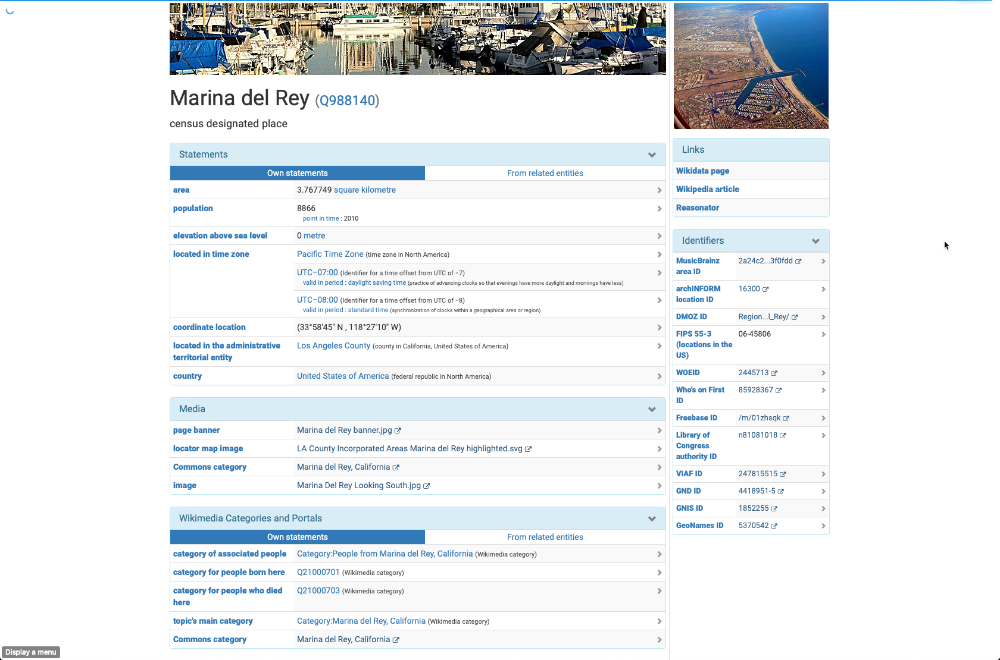 Marina del Rey (Q988140)
census designated place
Statements
Own statements
From related entities
area
3.767749 square kilometre
population
8866
point in time : 2010
elevation above sea level
0 metre
located in time zone
Pacific Time Zone (time zone in North America)
UTC−07:00 (Identifier for a time offset from UTC of −7)
valid in period : daylight saving time (practice of advancing clocks so that evenings have more daylight and mornings have less)
UTC−08:00 (Identifier for a time offset from UTC of −8)
valid in period : standard time (synchronization of clocks within a geographical area or region)
coordinate location
(33°58'45" N , 118°27'10" W)
located in the administrative
territorial entity
Los Angeles County (county in California, United States of America)
country
United States of America (federal republic in North America)
Media
page banner
Marina del Rey banner.jpg
locator map image
LA County Incorporated Areas Marina del Rey highlighted.svg
Commons category
Marina del Rey, California
image
Marina Del Rey Looking South.jpg
Wikimedia Categories and Portals
Own statements
From related entities
category of associated people
Category:People from Marina del Rey, California (Wikimedia category)
category for people born here
Q21000701 (Wikimedia category)
category for people who died
here
Q21000703 (Wikimedia category)
topic's main category
Category:Marina del Rey, California (Wikimedia category)
Commons category
Marina del Rey, California
Links
Wikidata page
Wikipedia article
Reasonator
Identifiers
MusicBrainz
area ID
2a24c2...3f0fdd
archINFORM
location ID
16300
DMOZ ID
Region...l_Rey/
FIPS 55-3
(locations in the
US)
06-45806
WOEID
2445713
Who's on First
ID
85928367
Freebase ID
/m/01zhsqk
Library of
Congress
authority ID
n81081018
VIAF ID
247815515
GND ID
4418951-5
GNIS ID
1852255
GeoNames ID
5370542
Display a menu